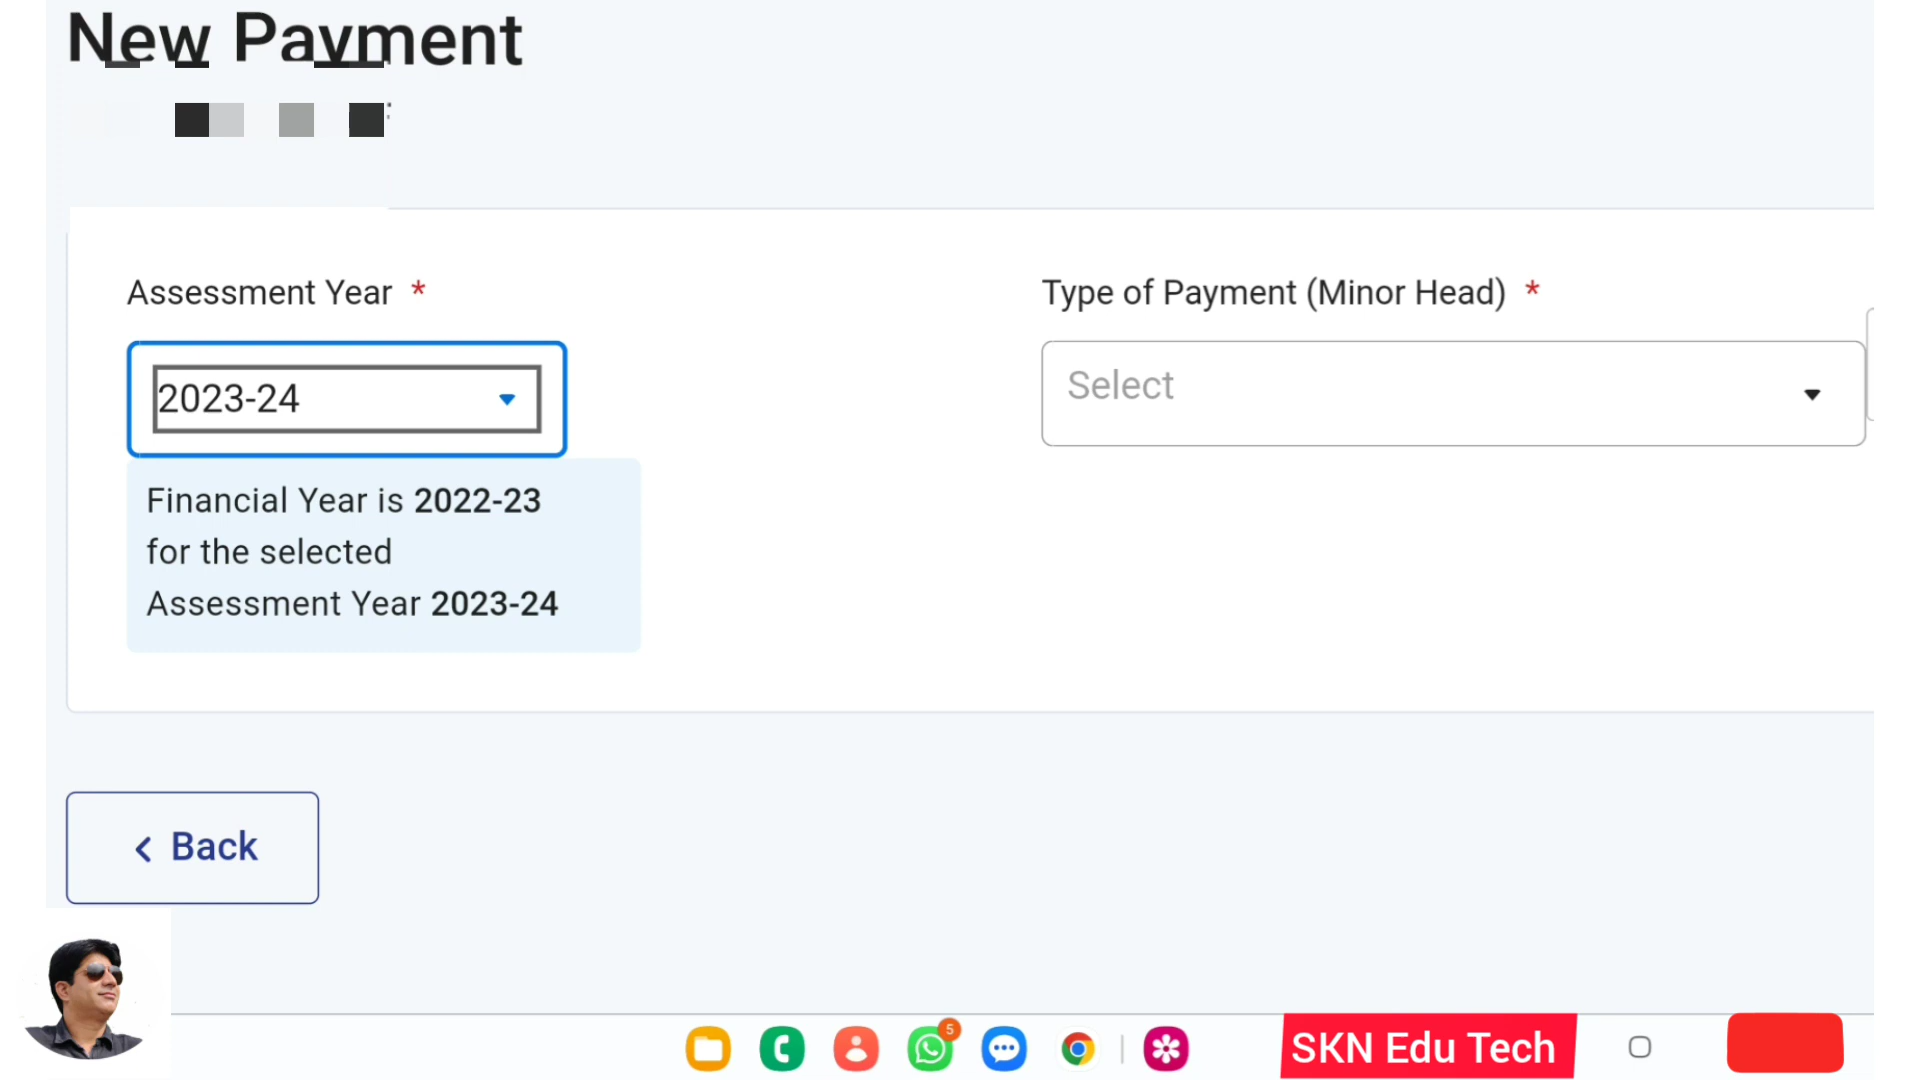 New Payment
Assessment Year *
Type of Payment (Minor Head) *
2023-24
Select
Financial Year is 2022-23
for the selected
Assessment Year 2023-24
Back
5
SKN Edu Tech